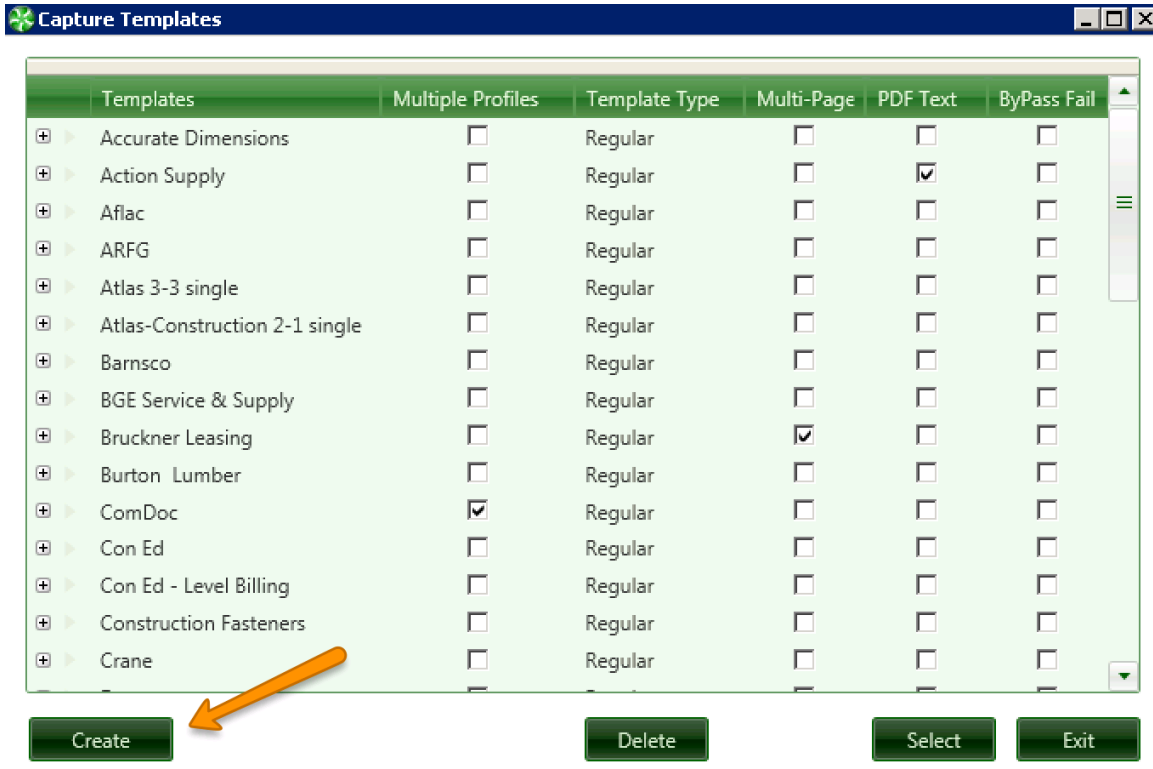 Capture Templates
Templates Multiple Profiles Template Type Multi-Page PDF Text ByPass Fail
Accurate Dimensions Regular
Action Supply Regular
Aflac Regular
ARFG Regular
Atlas 3-3 single Regular
Atlas-Construction 2-1 single Regular
Barnsco Regular
BGE Service & Supply Regular
Bruckner Leasing Regular
Burton  Lumber Regular
ComDoc Regular
Con Ed Regular
Con Ed - Level Billing Regular
Construction Fasteners Regular
Crane Regular
Create Delete Select Exit